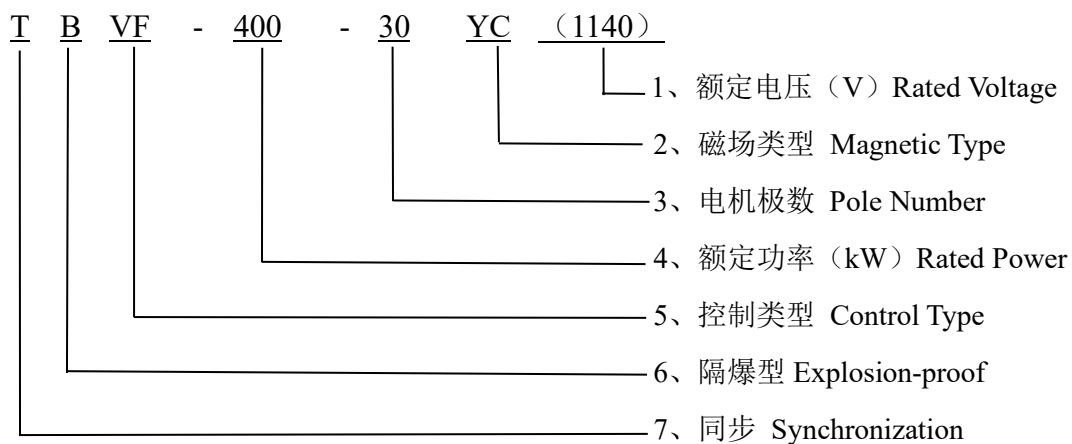 T B VF - 400 - 30 YC （1140）
1、额定电压（V）Rated Voltage
2、磁场类型 Magnetic Type
3、电机极数 Pole Number
4、额定功率（kW）Rated Power
5、控制类型 Control Type
6、隔爆型 Explosion-proof
7、同步 Synchronization